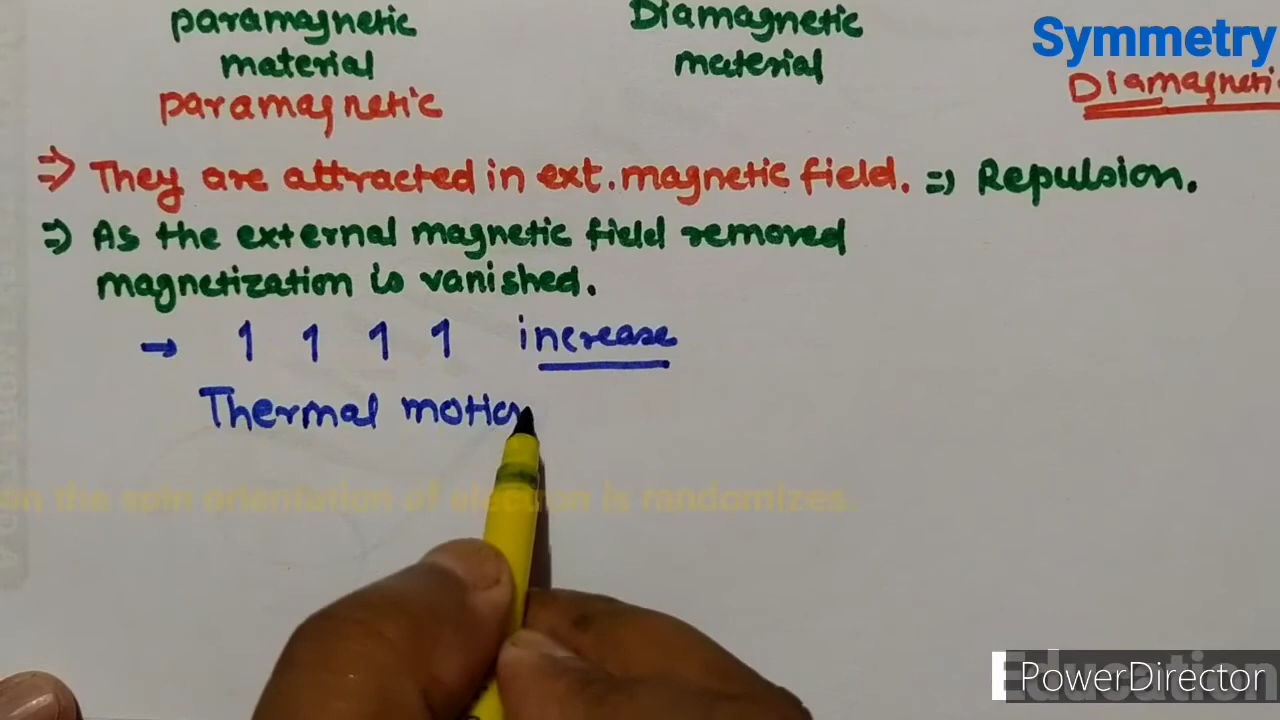 paramagnetic
material
Diamagnetic
material
Symmetry
paramagnetic
Diamagneti
⇒ They are attracted in ext. magnetic field. ⇒ Repulsion.
⇒ As the external magnetic field removed
magnetization is vanished.
→ 1 1 1 1 increase
Thermal motion
on the spin orientation of electron is randomizes.
Education
PowerDirector